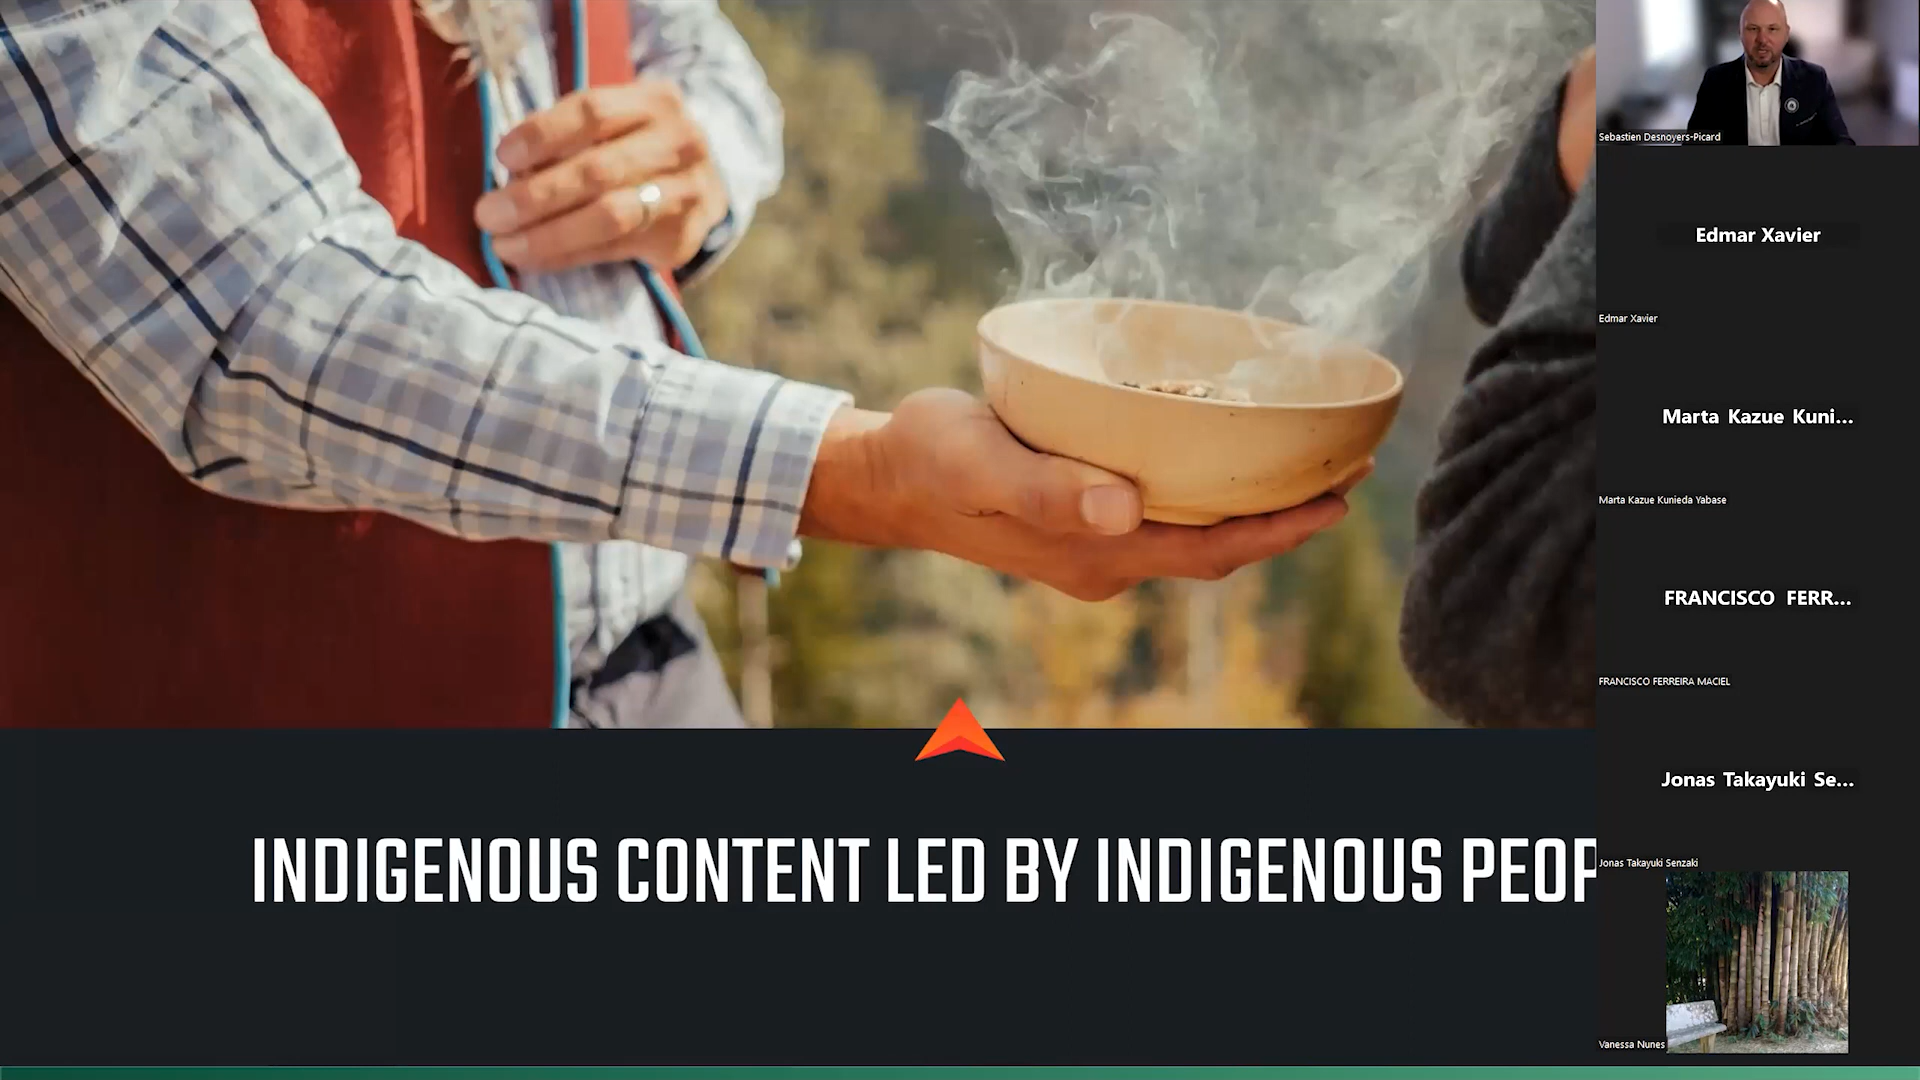 Sebastien Desnoyers-Picard
Edmar Xavier
Edmar Xavier
Marta Kazue Kuni...
Marta Kazue Kunieda Yabase
FRANCISCO FERR...
FRANCISCO FERREIRA MACIEL
Jonas Takayuki Se...
Jonas Takayuki Senzaki
Vanessa Nunes
INDIGENOUS CONTENT LED BY INDIGENOUS PEOP